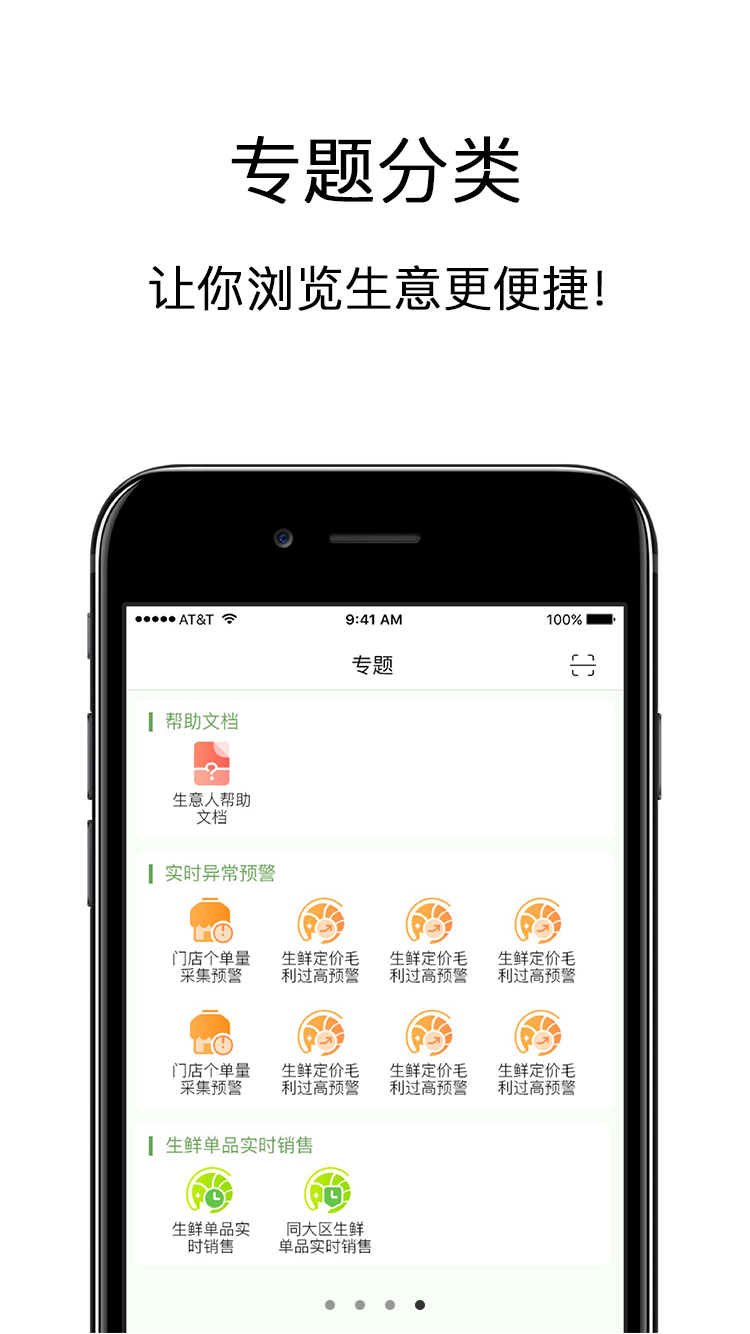 专题分类
让你浏览生意更便捷!
AT&T 9:41 AM 100%
专题
帮助文档
生意人帮助
文档
实时异常预警
门店个单量 生鲜定价毛 生鲜定价毛 生鲜定价毛
采集预警 利过高预警 利过高预警 利过高预警
门店个单量 生鲜定价毛 生鲜定价毛 生鲜定价毛
采集预警 利过高预警 利过高预警 利过高预警
生鲜单品实时销售
生鲜单品实 同大区生鲜
时销售 单品实时销售